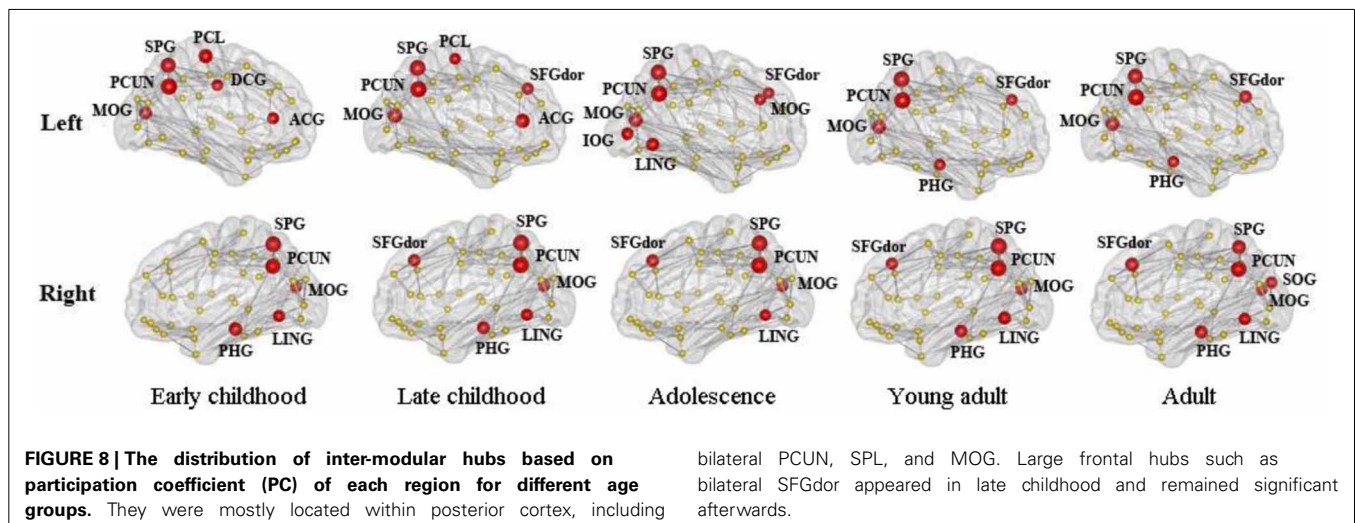 SPG PCL
PCUN DCG
MOG
ACG
SPG PCL
PCUN SFGdor
MOG ACG
SPG
SFGdor
PCUN
MOG MOG
IOG
LING
SPG
SFGdor
PCUN
MOG
PHG
SPG
SFGdor
PCUN
MOG
PHG
Left
SPG
PCUN
MOG
LING
PHG
SPG
SFGdor PCUN
MOG
LING
PHG
SPG
SFGdor PCUN
MOG
LING
SPG
SFGdor PCUN
MOG
LING
PHG
SPG
SFGdor PCUN
SOG
MOG
LING
PHG
Right
Early childhood Late childhood Adolescence Young adult Adult
FIGURE 8 | The distribution of inter-modular hubs based on
participation coefficient (PC) of each region for different age
groups. They were mostly located within posterior cortex, including
bilateral PCUN, SPL, and MOG. Large frontal hubs such as
bilateral SFGdor appeared in late childhood and remained significant
afterwards.